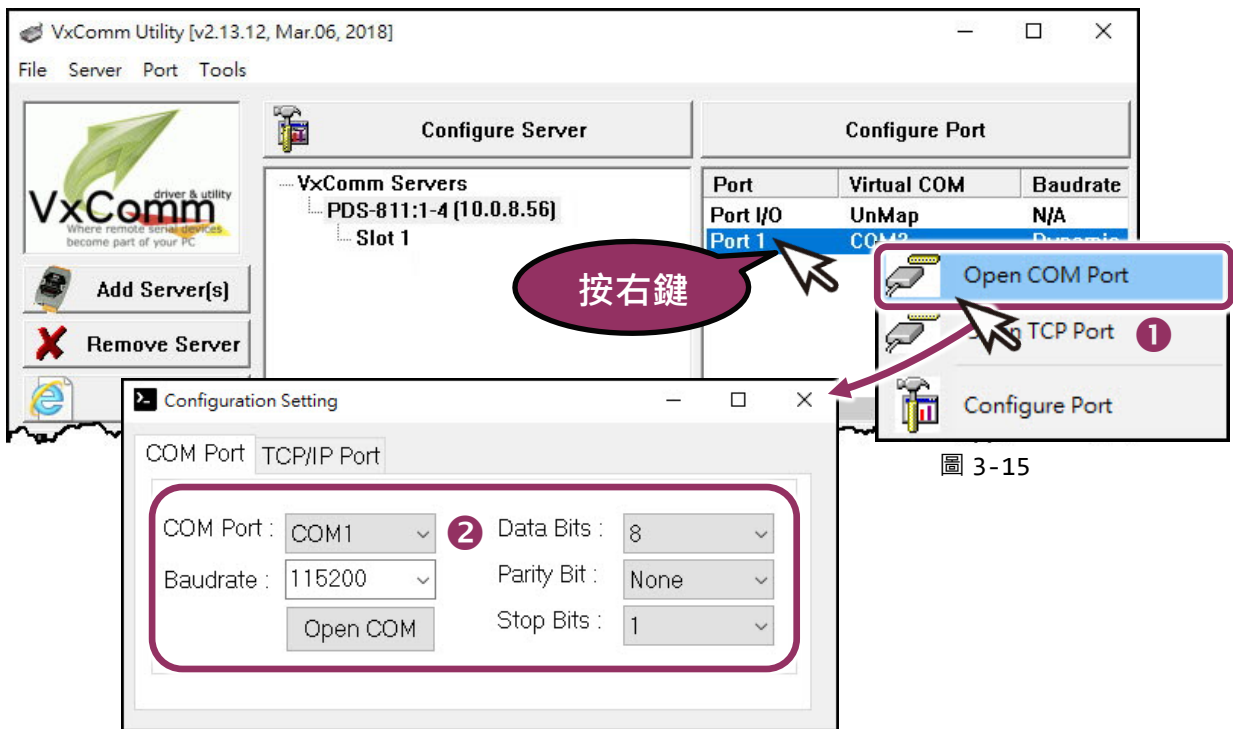 VxComm Utility [v2.13.12, Mar.06, 2018]
File Server Port Tools
driver & utility
VxComm
Where remote serial devices
become part of your PC
Add Server(s)
Remove Server
Configure Server
VxComm Servers
PDS-811:1-4 (10.0.8.56)
Slot 1
Configure Port
Port Virtual COM Baudrate
Port I/O UnMap N/A
Port 1
按右鍵
Open COM Port
TCP Port ❶
Configure Port
圖 3-15
Configuration Setting
COM Port TCP/IP Port
COM Port : COM1 ❷ Data Bits : 8
Baudrate : 115200 Parity Bit : None
Open COM Stop Bits : 1